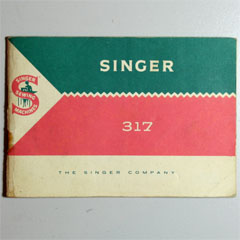 SINGER
SINGER
SEWING
MACHINES
317
THE SINGER COMPANY